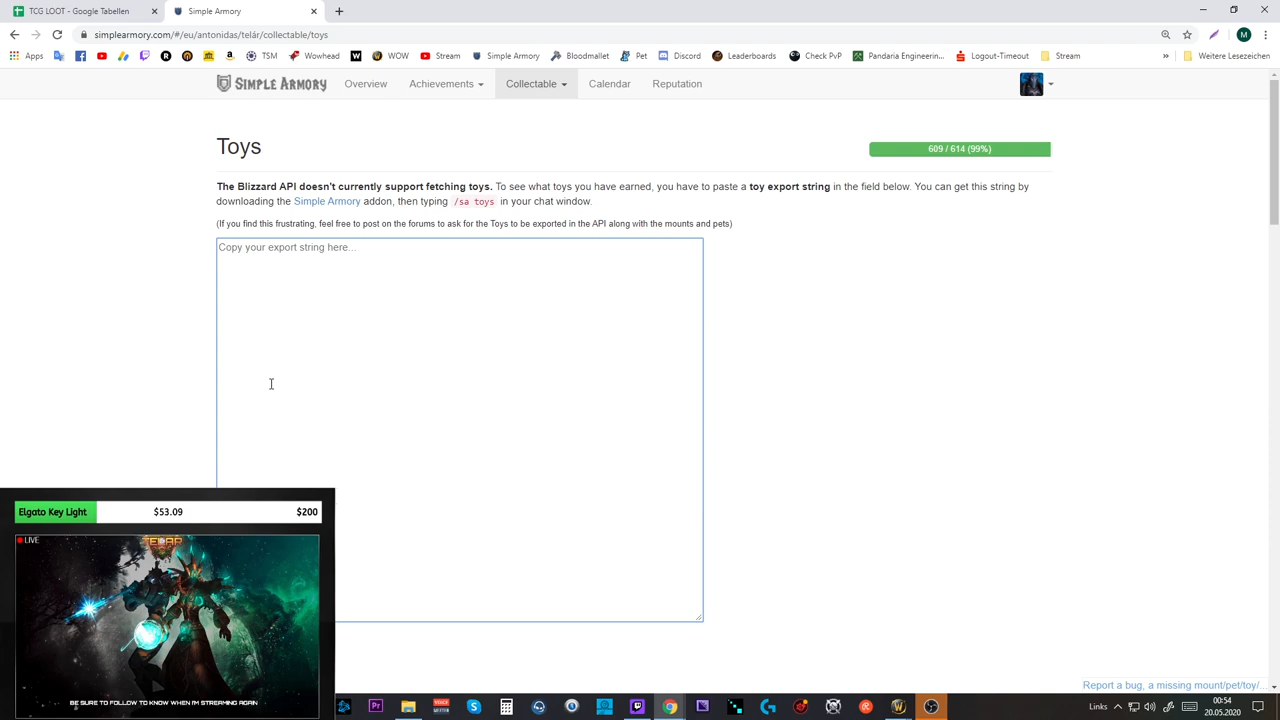 TCG LOOT - Google Tabellen
Simple Armory
simplearmory.com/#/eu/antonidas/telár/collectable/toys
M
Apps
TSM
Wowhead
WOW
Stream
Simple Armory
Bloodmallet
Pet
Discord
Leaderboards
Check PvP
Pandaria Engineerin...
Logout-Timeout
Stream
»
Weitere Lesezeichen
SIMPLE ARMORY
Overview
Achievements
Collectable
Calendar
Reputation
Toys
609 / 614 (99%)
The Blizzard API doesn't currently support fetching toys. To see what toys you have earned, you have to paste a toy export string in the field below. You can get this string by
downloading the Simple Armory addon, then typing /sa toys in your chat window.
(If you find this frustrating, feel free to post on the forums to ask for the Toys to be exported in the API along with the mounts and pets)
Copy your export string here...
Elgato Key Light
$53.09
$200
LIVE
TELAR
BE SURE TO FOLLOW TO KNOW WHEN I'M STREAMING AGAIN
Report a bug, a missing mount/pet/toy/...
Pr
Links
00:54
20.05.2020